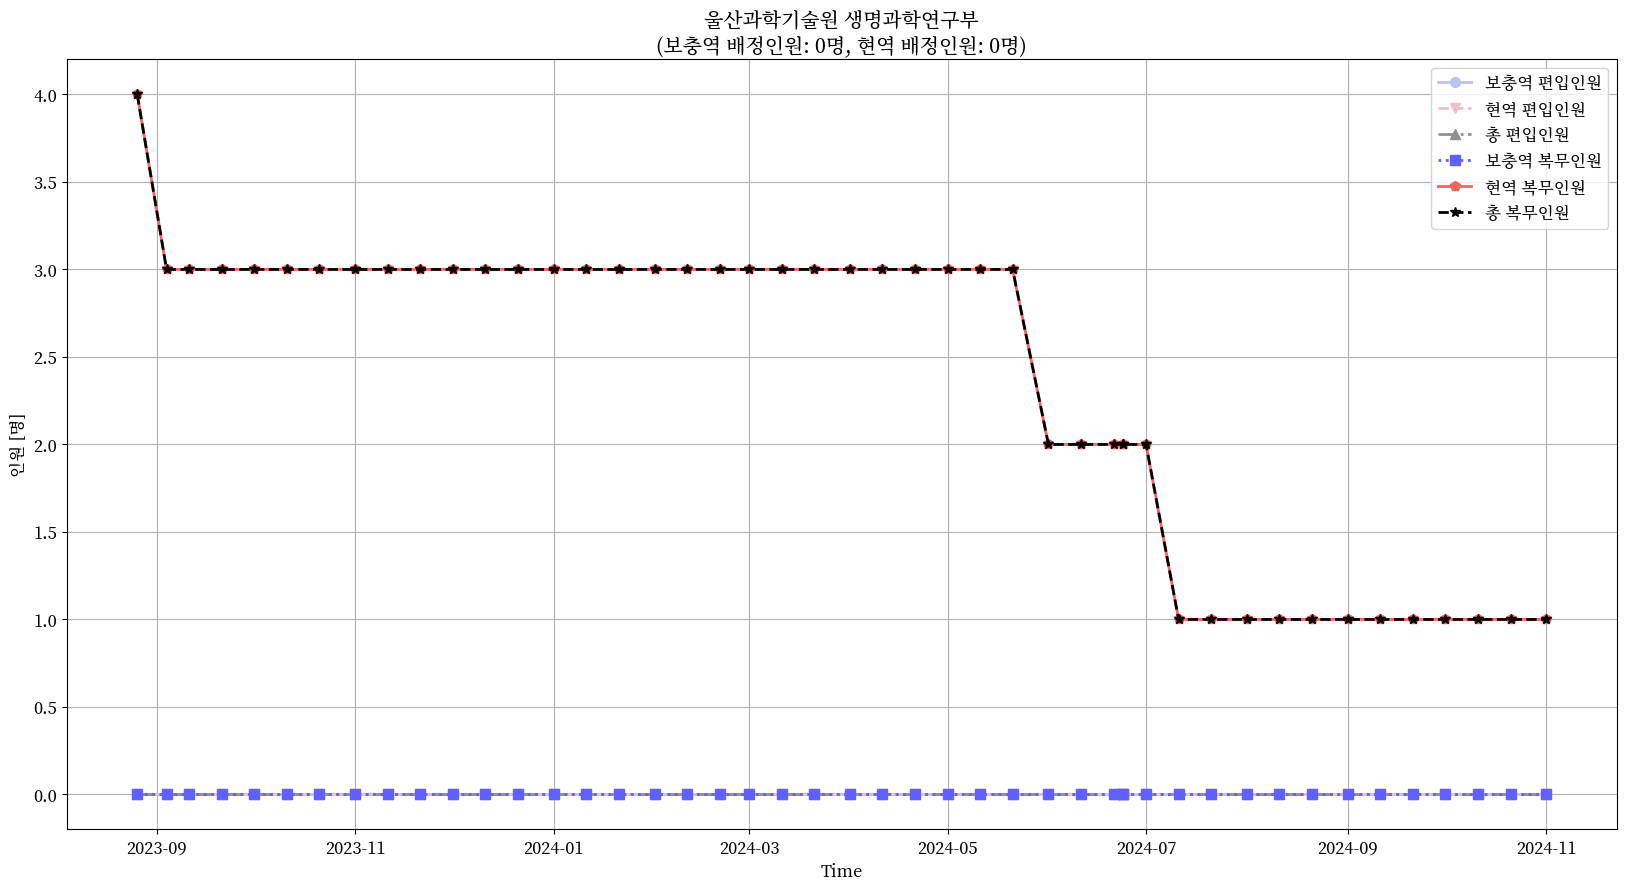 울산과학기술원 생명과학연구부
(보충역 배정인원: 0명, 현역 배정인원: 0명)
보충역 편입인원
현역 편입인원
총 편입인원
보충역 복무인원
현역 복무인원
총 복무인원
4.0
3.5
3.0
2.5
2.0
1.5
1.0
0.5
0.0
인원 [명]
2023-09 2023-11 2024-01 2024-03 2024-05 2024-07 2024-09 2024-11
Time